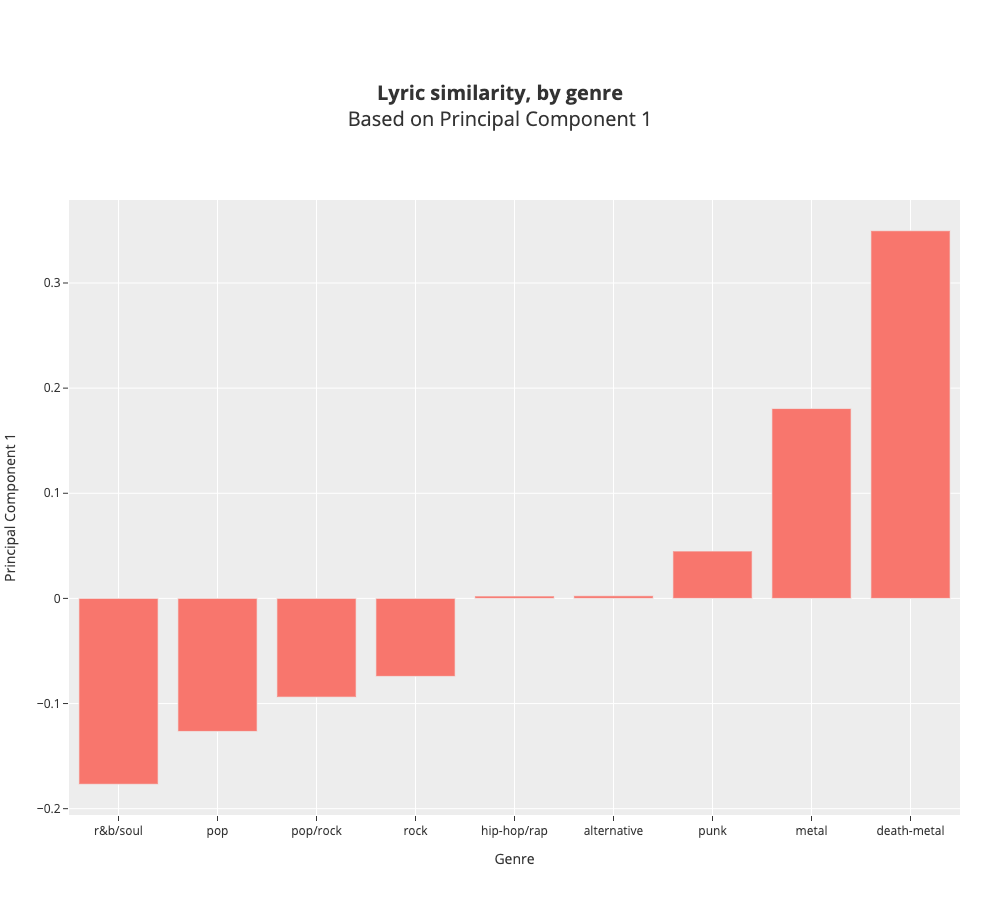 Lyric similarity, by genre
Based on Principal Component 1
Principal Component 1
0.3
0.2
0.1
0
−0.1
−0.2
r&b/soul pop pop/rock rock hip-hop/rap alternative punk metal death-metal
Genre